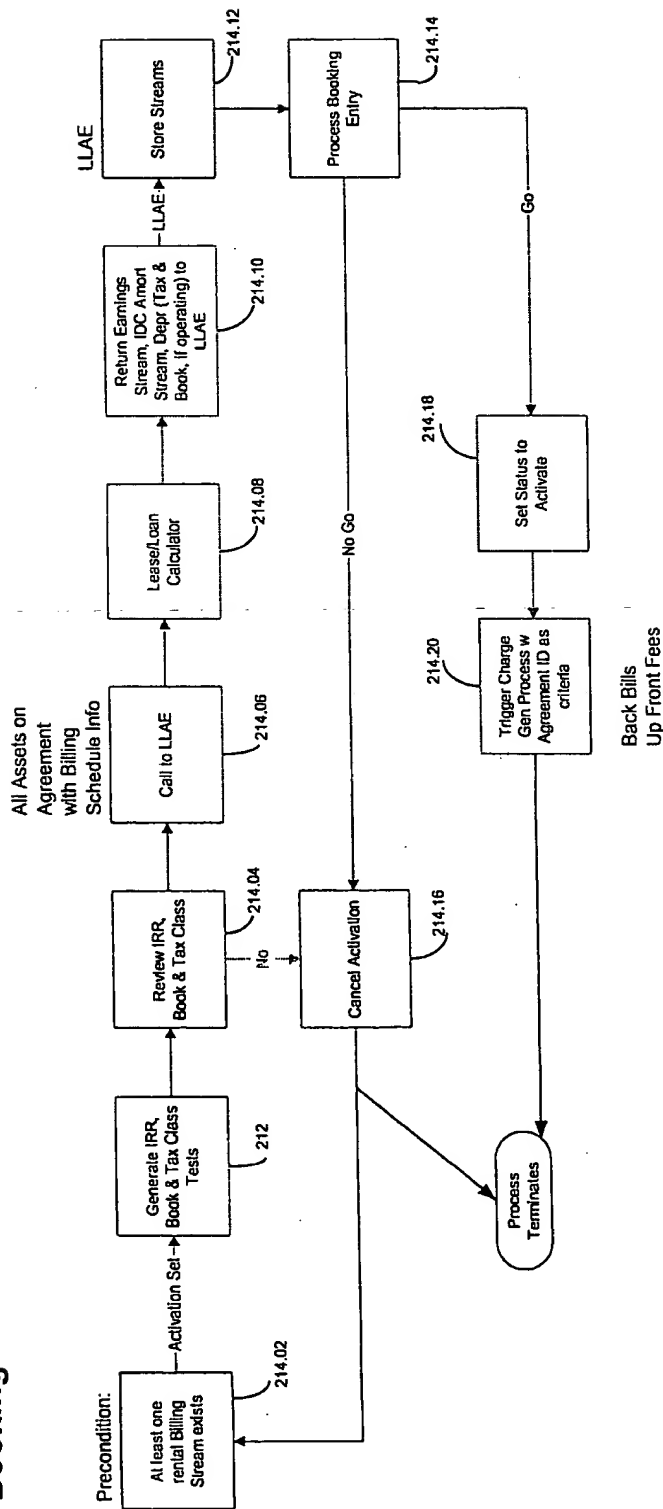 Booking
Precondition:
At least one
rental Billing
Stream exists
214.02
Activation Set
Generate IRR,
Book & Tax Class
Tests
212
Review IRR,
Book & Tax Class
214.04
No
All Assets on
Agreement
with Billing
Schedule Info
Call to LLAE
214.06
Lease/Loan
Calculator
214.08
Return Earnings
Stream, IDC Amort
Stream, Depr (Tax &
Book, if operating) to
LLAE
214.10
LLAE
LLAE
Store Streams
214.12
Process Booking
Entry
214.14
No Go
Go
Cancel Activation
214.16
Set Status to
Activate
214.18
Trigger Charge
Gen Process w
Agreement ID as
criteria
214.20
Back Bills
Up Front Fees
Process
Terminates